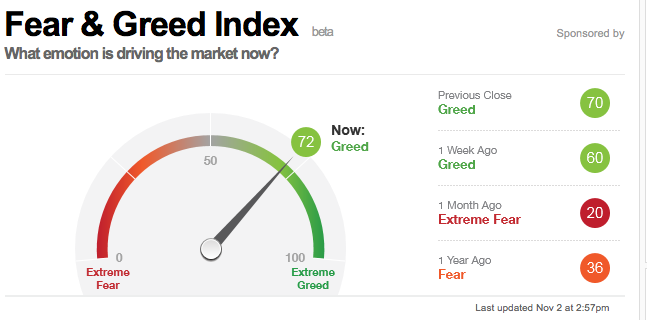 Fear & Greed Index beta
Sponsored by
What emotion is driving the market now?
72
Now:
Greed
50
0
100
Extreme
Fear
Extreme
Greed
Previous Close
Greed
70
1 Week Ago
Greed
60
1 Month Ago
Extreme Fear
20
1 Year Ago
Fear
36
Last updated Nov 2 at 2:57pm